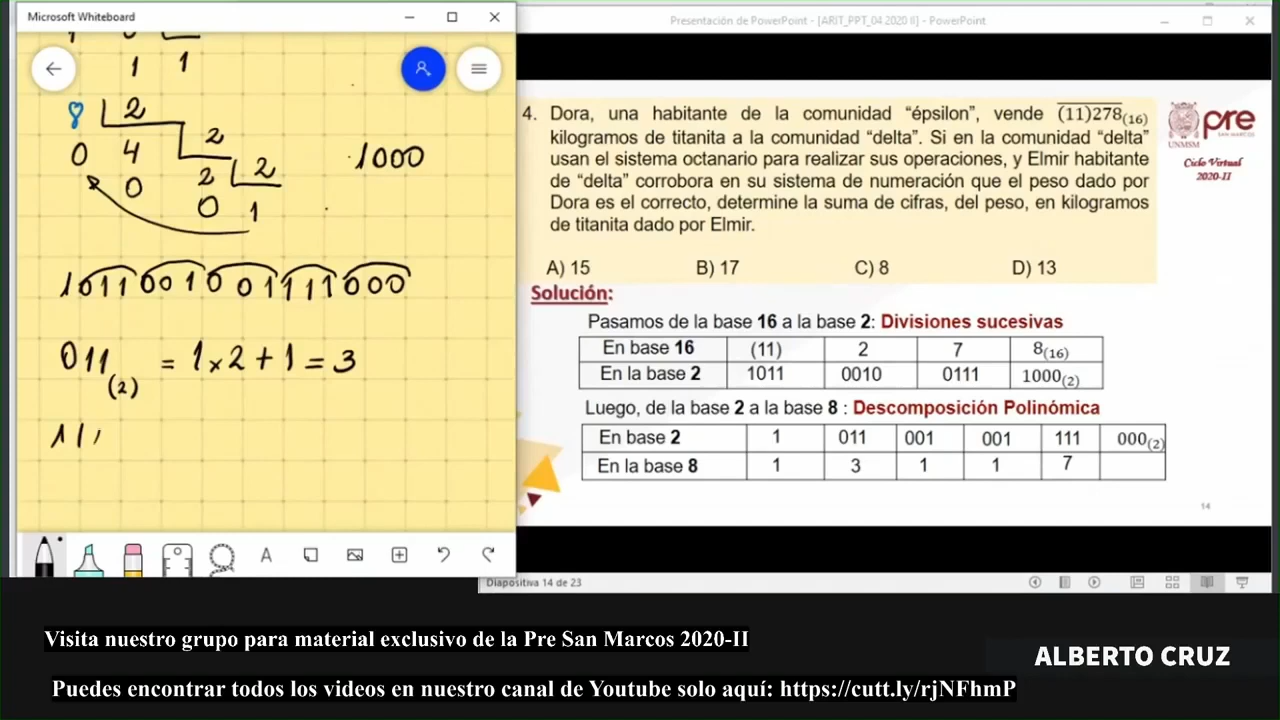 Microsoft Whiteboard
1 1
8 2
0 4 2
0 2 2
0 1
1000
1011001001111000
011(2) = 1x2+1=3
11
Presentación de PowerPoint - [ARIT_PPT_04 2020 II] - PowerPoint
4. Dora, una habitante de la comunidad “épsilon”, vende (11)278(16)
kilogramos de titanita a la comunidad “delta”. Si en la comunidad “delta”
usan el sistema octanario para realizar sus operaciones, y Elmir habitante
de “delta” corrobora en su sistema de numeración que el peso dado por
Dora es el correcto, determine la suma de cifras, del peso, en kilogramos
de titanita dado por Elmir.
A) 15 B) 17 C) 8 D) 13
UNMSM
pre
SAN MARCOS
Ciclo Virtual
2020-II
Solución:
Pasamos de la base 16 a la base 2: Divisiones sucesivas
En base 16 (11) 2 7 8(16)
En la base 2 1011 0010 0111 1000(2)
Luego, de la base 2 a la base 8 : Descomposición Polinómica
En base 2 1 011 001 001 111 000(2)
En la base 8 1 3 1 1 7
14
Diapositiva 14 de 23
Visita nuestro grupo para material exclusivo de la Pre San Marcos 2020-II
ALBERTO CRUZ
Puedes encontrar todos los videos en nuestro canal de Youtube solo aquí: https://cutt.ly/rjNFhmP